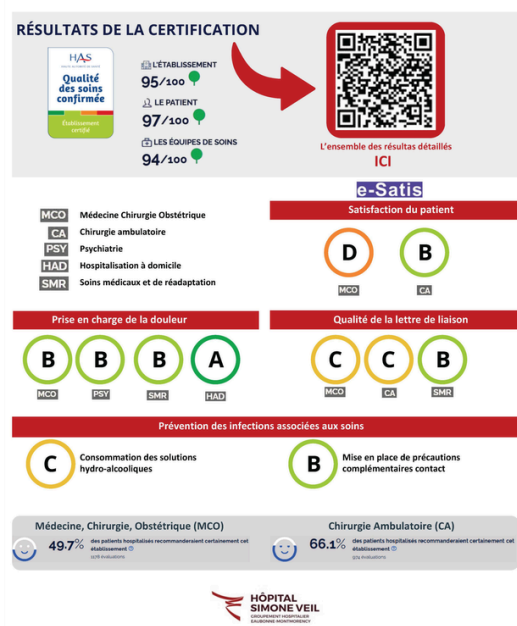 RÉSULTATS DE LA CERTIFICATION
HAS
Qualité
des soins
confirmée
Établissement
certifié
L'ÉTABLISSEMENT
95/100
LE PATIENT
97/100
LES ÉQUIPES DE SOINS
94/100
L'ensemble des résultas détaillés
ICI
MCO Médecine Chirurgie Obstétrique
CA Chirurgie ambulatoire
PSY Psychiatrie
HAD Hospitalisation à domicile
SMR Soins médicaux et de réadaptation
e-Satis
Satisfaction du patient
D B
MCO CA
Prise en charge de la douleur
B B B A
MCO PSY SMR HAD
Qualité de la lettre de liaison
C C B
MCO CA SMR
Prévention des infections associées aux soins
C
Consommation des solutions
hydro-alcooliques
B
Mise en place de précautions
complémentaires contact
Médecine, Chirurgie, Obstétrique (MCO)
49.7% des patients hospitalisés recommanderaient certainement cet
établissement
évaluations
Chirurgie Ambulatoire (CA)
66.1% des patients hospitalisés recommanderaient certainement cet
établissement
évaluations
HÔPITAL
SIMONE VEIL
GROUPEMENT HOSPITALIER
EAUBONNE MONTMORENCY